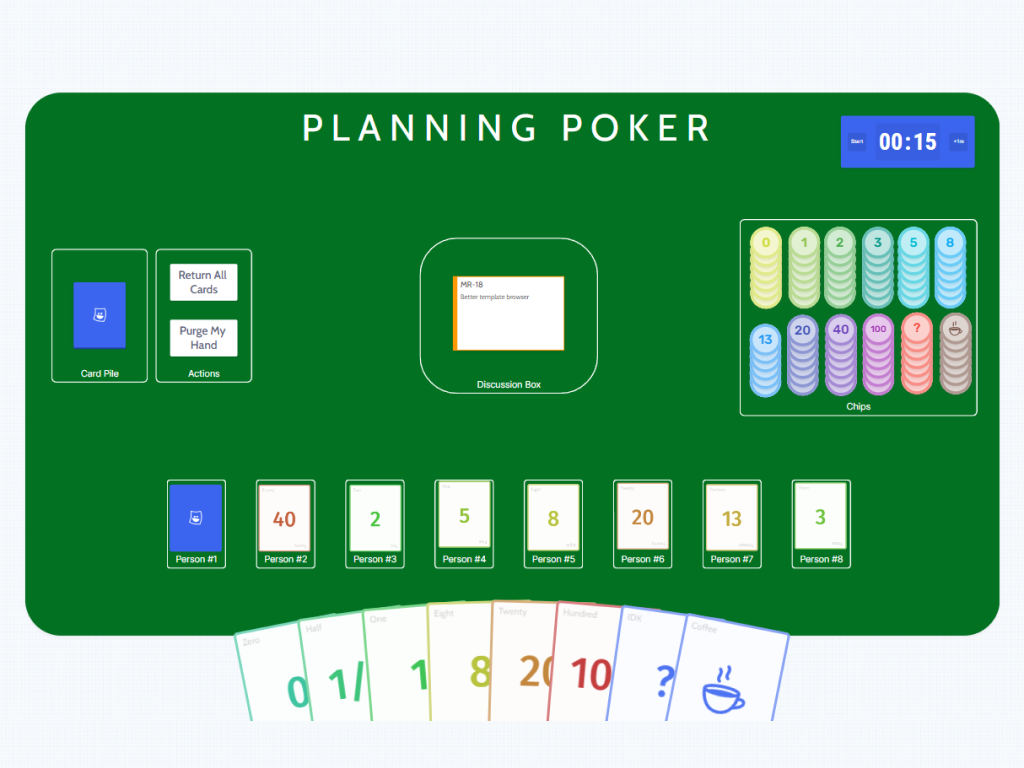 PLANNING POKER
Start
00:15
+1m
Card Pile
Return All
Cards
Purge My
Hand
Actions
MR-18
Better template browser
Discussion Box
0
1
2
3
5
8
13
20
40
100
?
Chips
Person #1
40
Person #2
2
Person #3
5
Person #4
8
Person #5
20
Person #6
13
Person #7
3
Person #8
Zero
0
Half
1/
One
1
Eight
8
Twenty
20
Hundred
10
IDK
?
Coffee